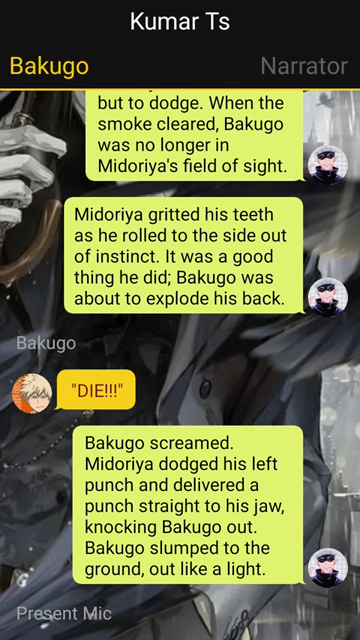 Kumar Ts
Bakugo
Narrator
but to dodge. When the
smoke cleared, Bakugo
was no longer in
Midoriya's field of sight.
Midoriya gritted his teeth
as he rolled to the side out
of instinct. It was a good
thing he did; Bakugo was
about to explode his back.
Bakugo
"DIE!!!"
Bakugo screamed.
Midoriya dodged his left
punch and delivered a
punch straight to his jaw,
knocking Bakugo out.
Bakugo slumped to the
ground, out like a light.
Present Mic